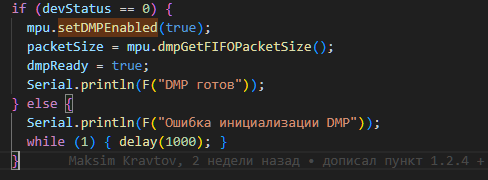 if (devStatus == 0) {
  mpu.setDMPEnabled(true);
  packetSize = mpu.dmpGetFIFOPacketSize();
  dmpReady = true;
  Serial.println(F("DMP готов"));
} else {
  Serial.println(F("Ошибка инициализации DMP"));
  while (1) { delay(1000); }
}    Maksim Kravtov, 2 недели назад • дописал пункт 1.2.4 +